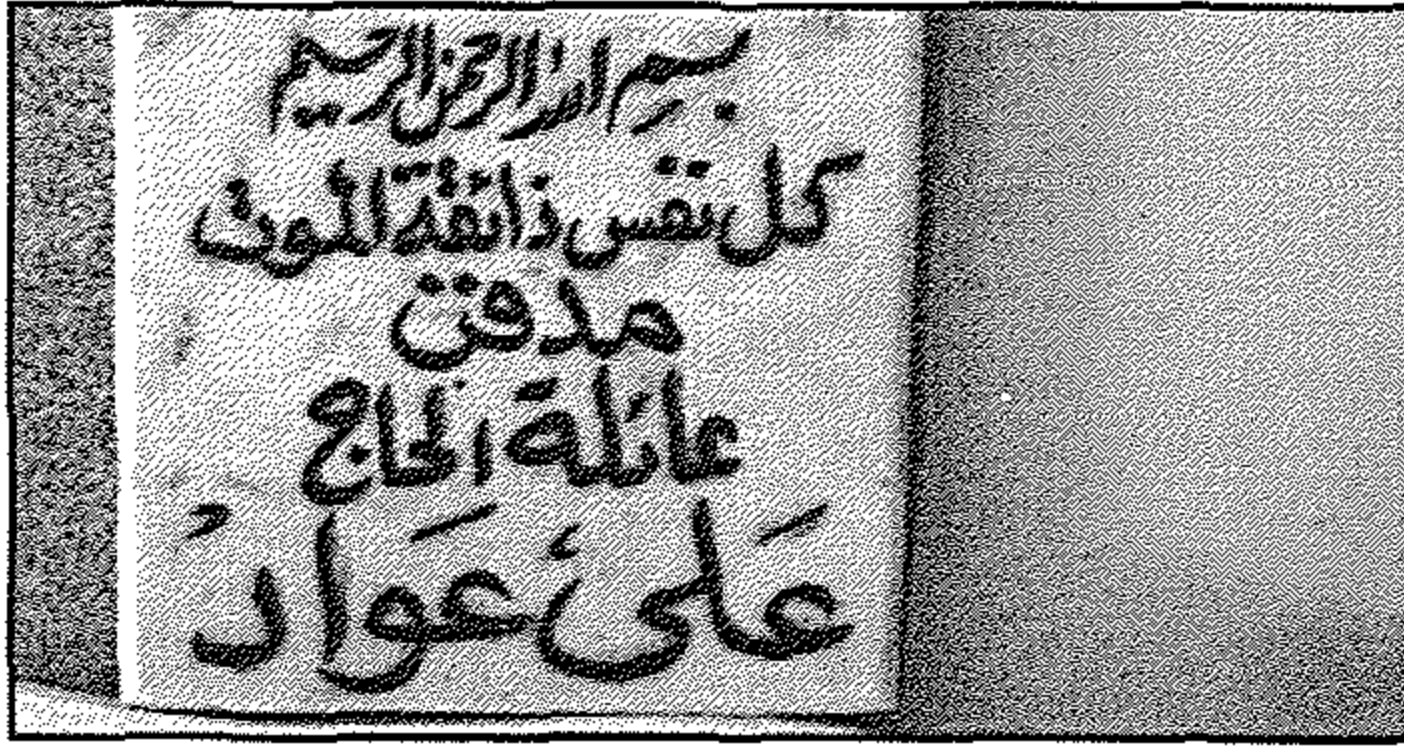 بسم الله الرحمن الرحيم
كل نفس ذائقة الموت
مدفن
عائلة الحاج
عَلى عَوادْ